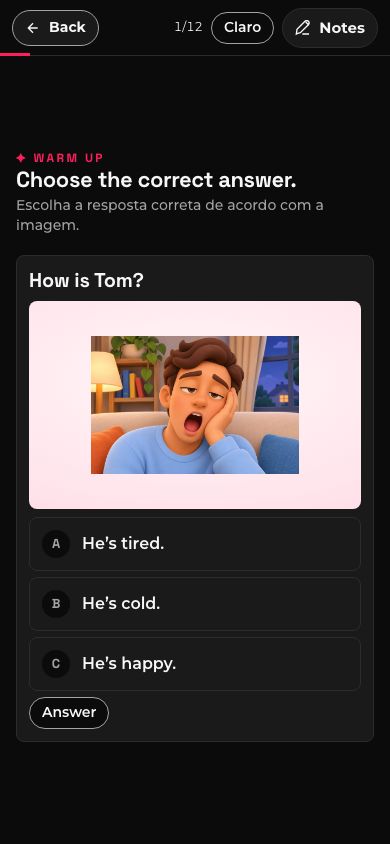 Back
1/12
Claro
Notes
WARM UP
Choose the correct answer.
Escolha a resposta correta de acordo com a
imagem.
How is Tom?
A He's tired.
B He's cold.
C He's happy.
Answer